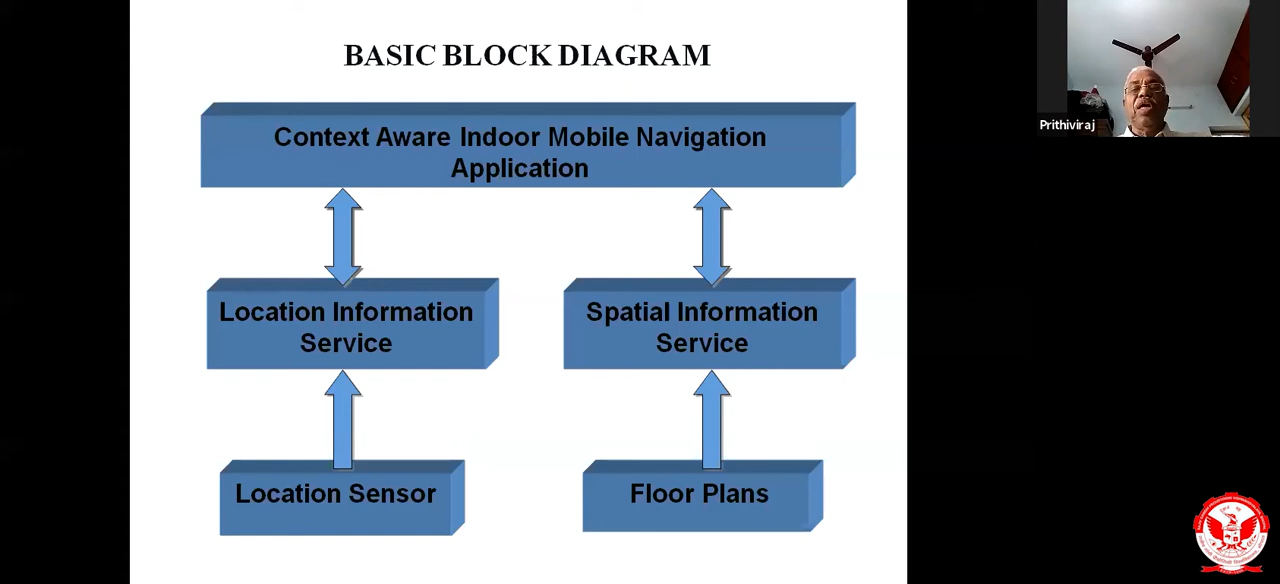 BASIC BLOCK DIAGRAM
Context Aware Indoor Mobile Navigation
Application
Location Information
Service
Spatial Information
Service
Location Sensor
Floor Plans
Prithiviraj